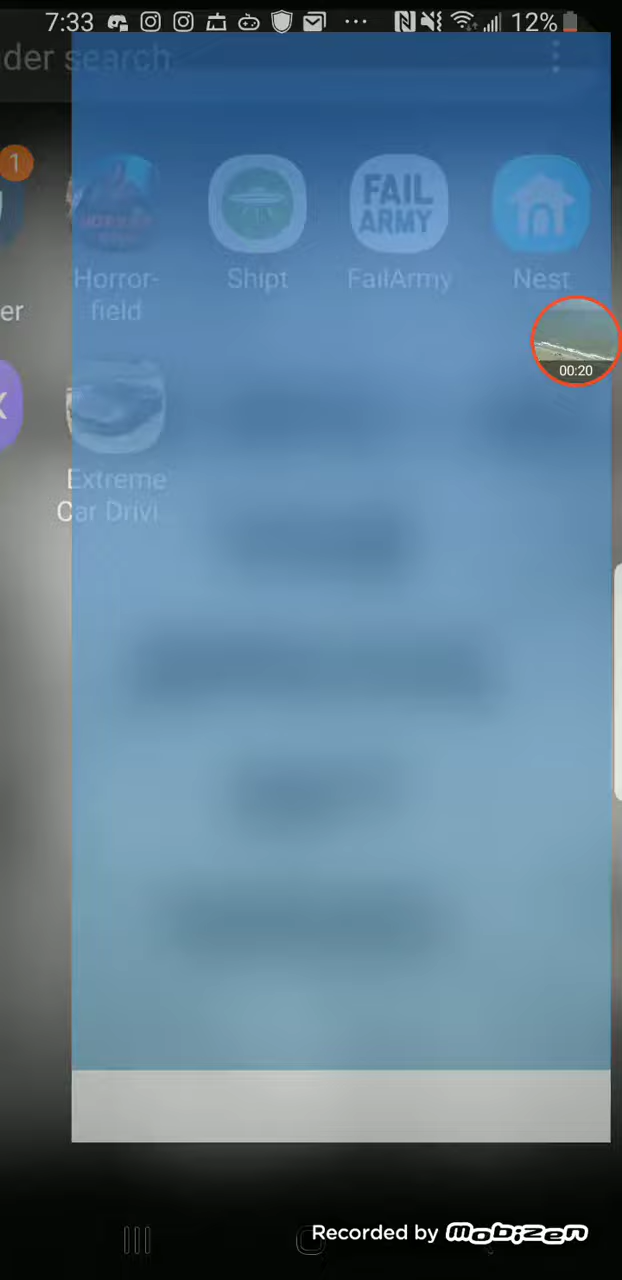 7:33
12%
der search
1
Horror-
field
Shipt
FAIL
ARMY
FailArmy
Nest
er
00:20
X
Extreme
Car Drivi...
Recorded by Mobizen